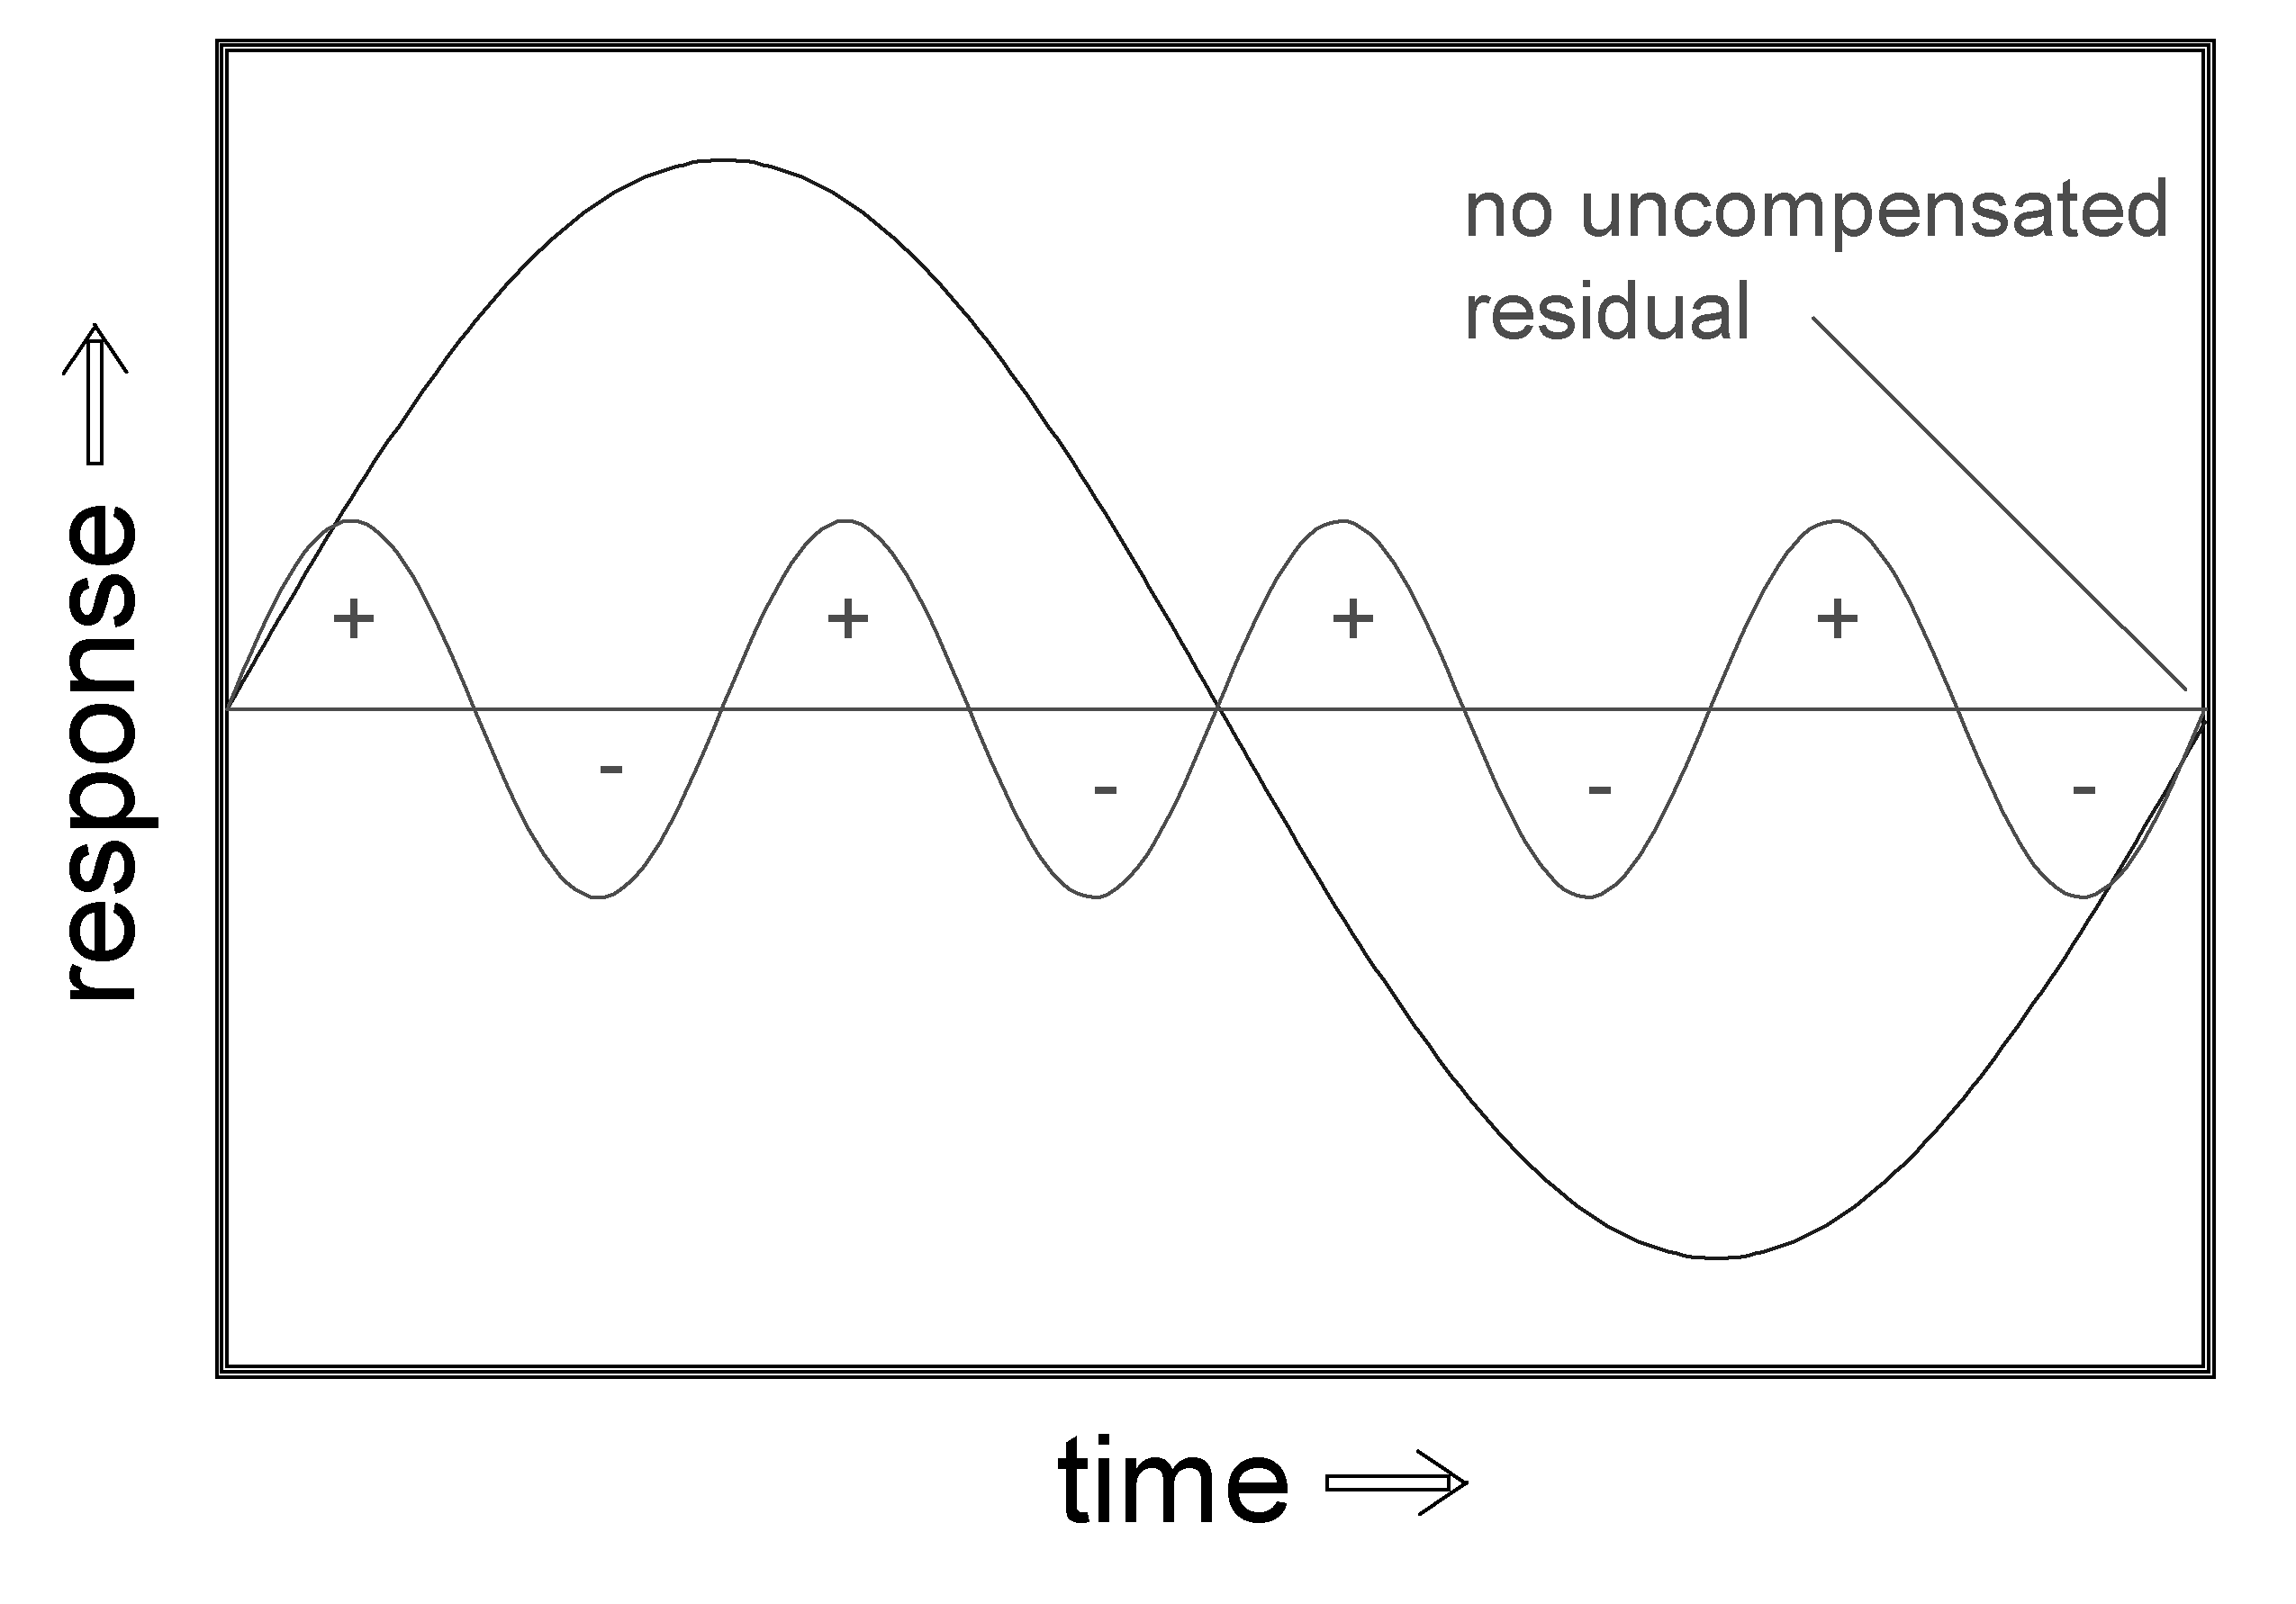 no uncompensated
residual
response
+ + + +
- - - -
time